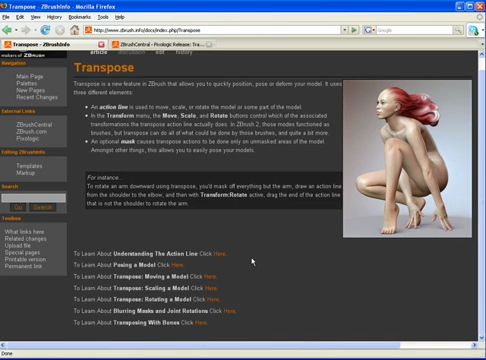 Transpose - ZBrushInfo - Mozilla Firefox
File Edit View History Bookmarks Tools Help
http://www.zbrush.info/docs/index.php/Transpose
Transpose - ZBrushInfo
ZBrushCentral - Pixologic Release: Tra...
makers of ZBrush
article discussion edit history
Navigation
Main Page
Palettes
New Pages
Recent Changes
External Links
ZBrushCentral
ZBrush.com
Pixologic
Editing ZBrushInfo
Templates
Markup
Search
Go Search
Toolbox
What links here
Related changes
Upload file
Special pages
Printable version
Permanent link
Transpose
Transpose is a new feature in ZBrush that allows you to quickly position, pose or deform your model. It uses
three different elements:
An action line is used to move, scale, or rotate the model or some part of the model.
In the Transform menu, the Move, Scale, and Rotate buttons control which of the associated
transformations the transpose action line actually does. In ZBrush 2, those modes functioned as
brushes, but transpose can do all of what could be done by those brushes, and quite a bit more.
An optional mask causes transpose actions to be done only on unmasked areas of the model.
Amongst other things, this allows you to easily pose your models.
For instance...
To rotate an arm downward using transpose, you'd mask off everything but the arm, draw an action line
from the shoulder to the elbow, and then with Transform:Rotate active, drag the end of the action line
that is not the shoulder to rotate the arm.
To Learn About Understanding The Action Line Click Here.
To Learn About Posing a Model Click Here.
To Learn About Transpose: Moving a Model Click Here.
To Learn About Transpose: Scaling a Model Click Here.
To Learn About Transpose: Rotating a Model Click Here.
To Learn About Blurring Masks and Joint Rotations Click Here.
To Learn About Transposing With Bones Click Here.
Done